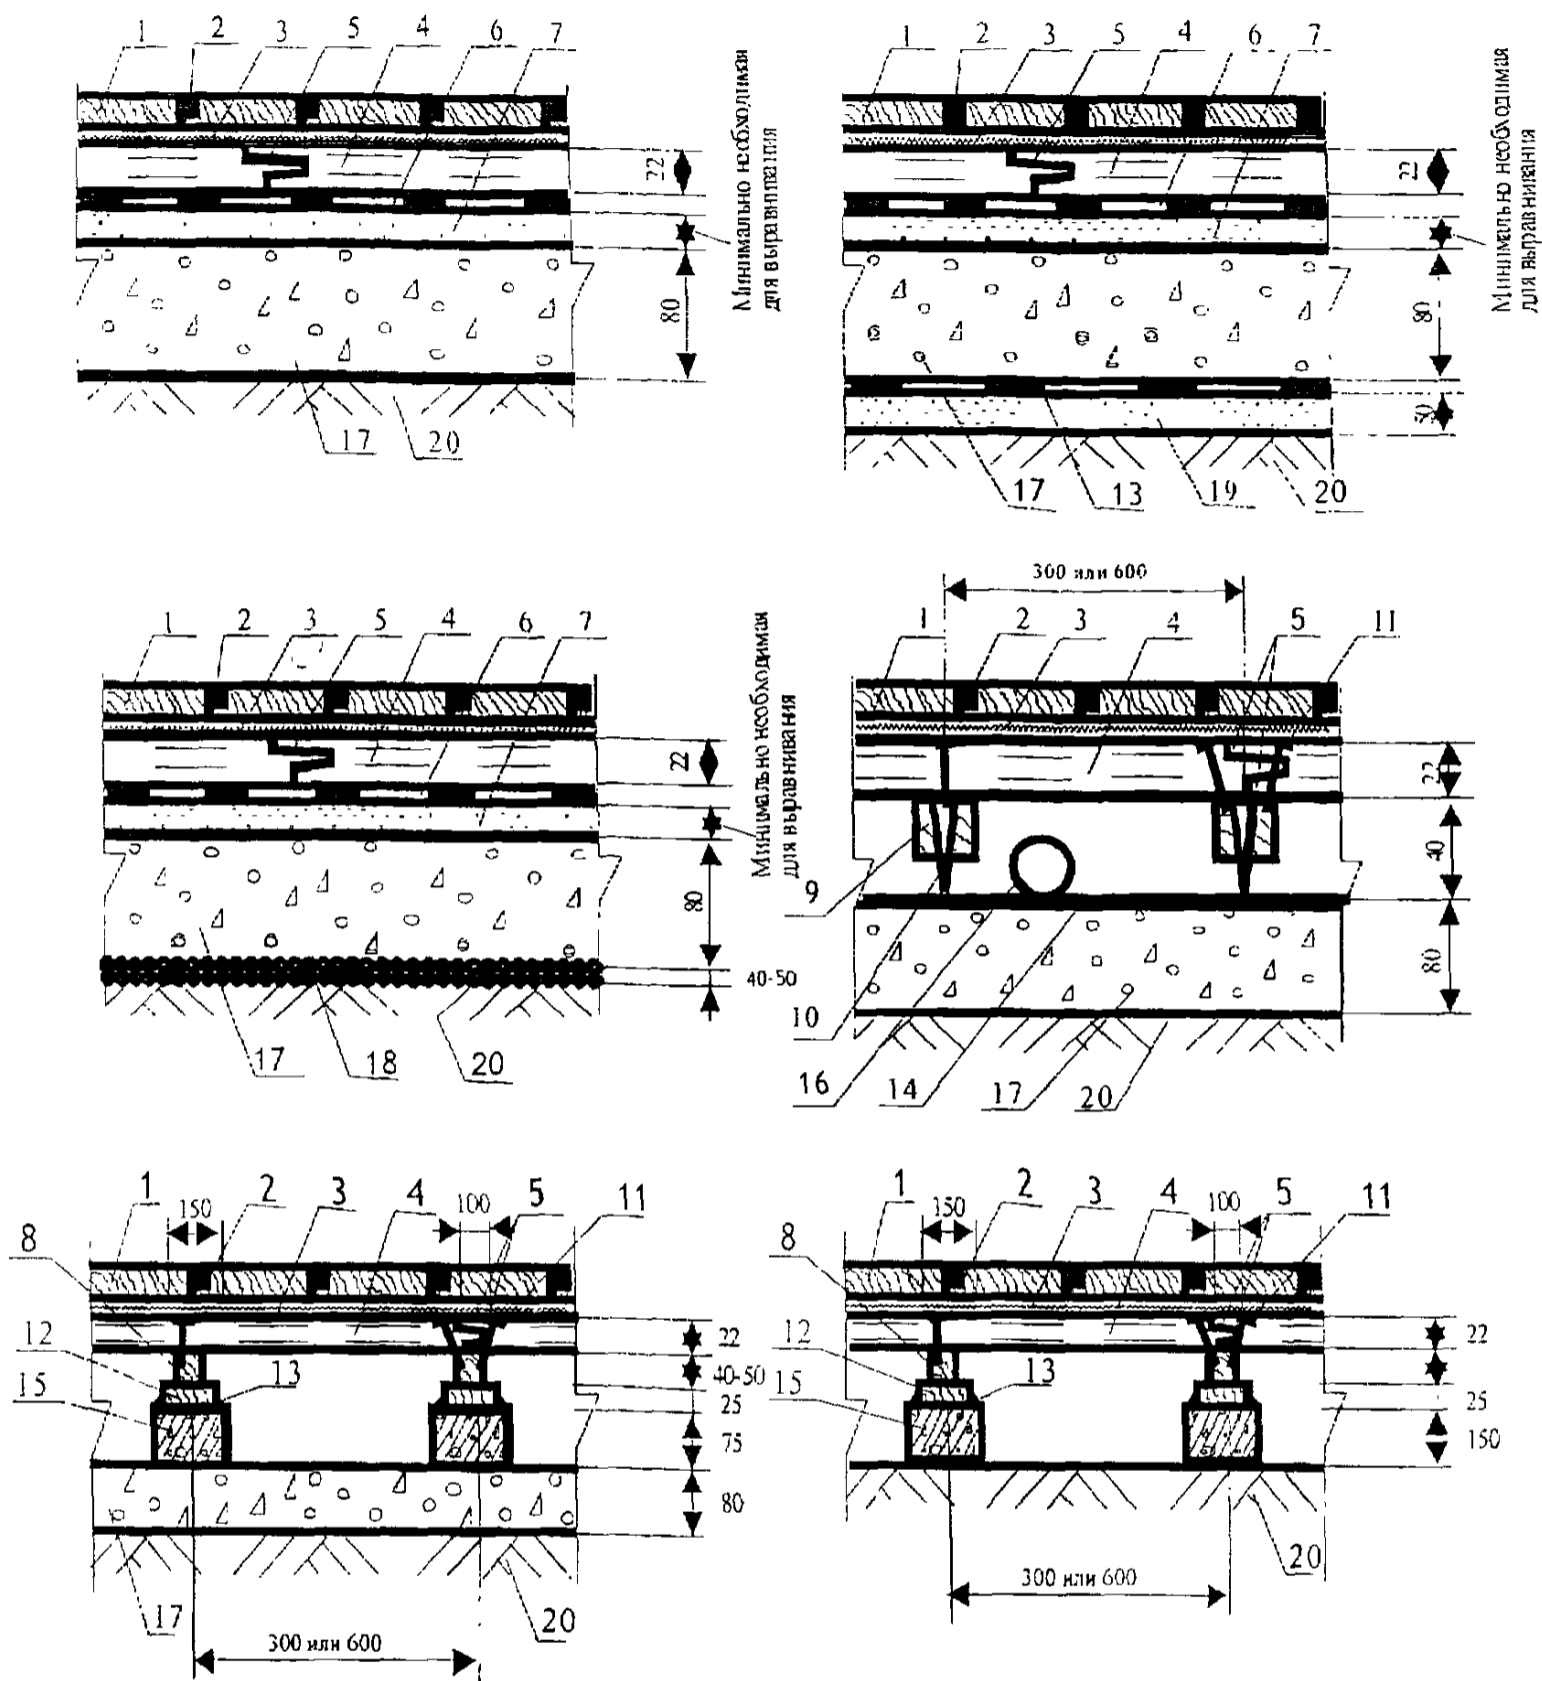 1 2 3 5 4 6 7
22
Минимально необходимая
для выравнивания
80
17 20
1 2 3 5 4 6 7
22
Минимально необходимая
для выравнивания
80
50
17 13 19 20
1 2 3 5 4 6 7
22
Минимально необходимая
для выравнивания
80
40-50
17 18 20
300 или 600
1 2 3 4 5 11
22
40
9
80
10
16 14 17 20
1 150 2 3 4 100 5 11
8
12
22
40-50
15 13
25
75
80
17 20
300 или 600
1 150 2 3 4 100 5 11
8
12
22
15 13
25
150
20
300 или 600